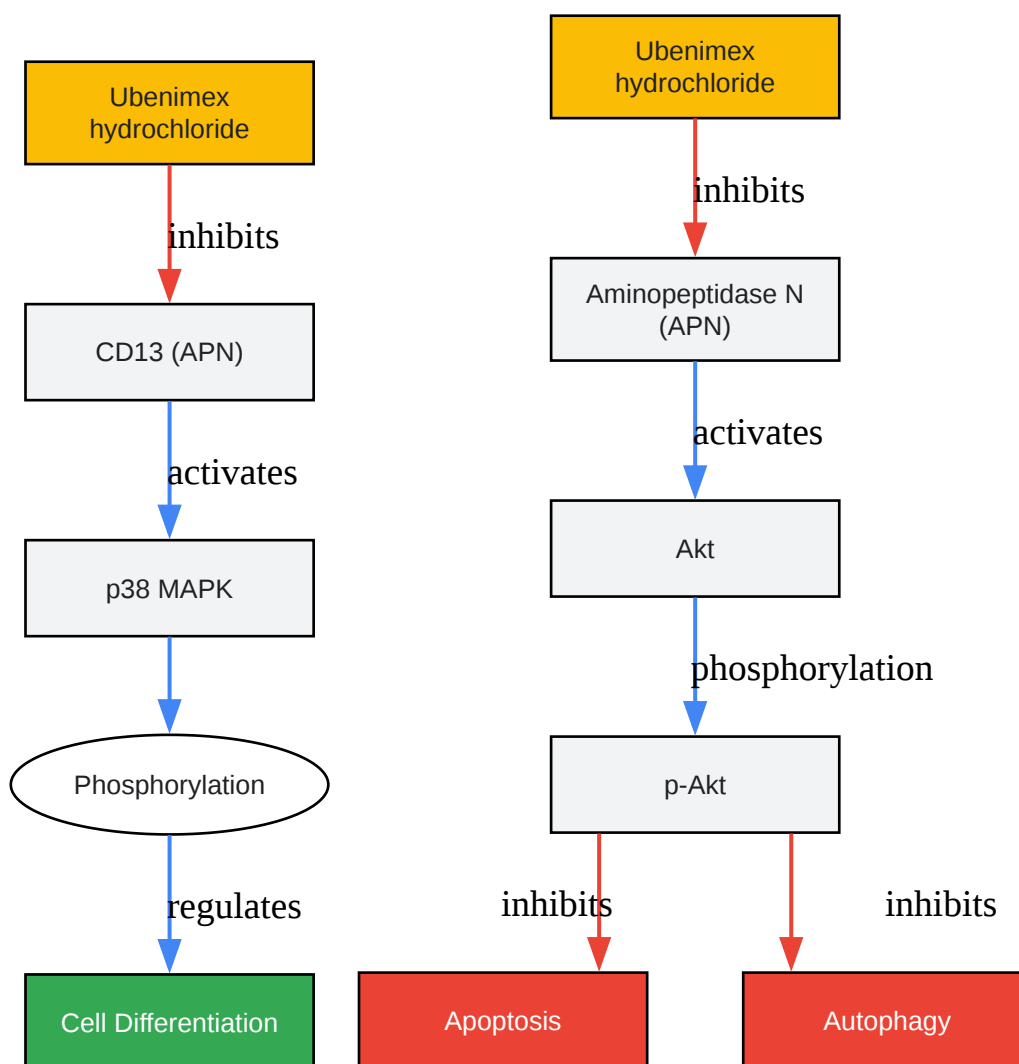 Ubenimex
hydrochloride
inhibits
CD13 (APN)
activates
p38 MAPK
Phosphorylation
regulates
Cell Differentiation
Ubenimex
hydrochloride
inhibits
Aminopeptidase N
(APN)
activates
Akt
phosphorylation
p-Akt
inhibits
inhibits
Apoptosis
Autophagy